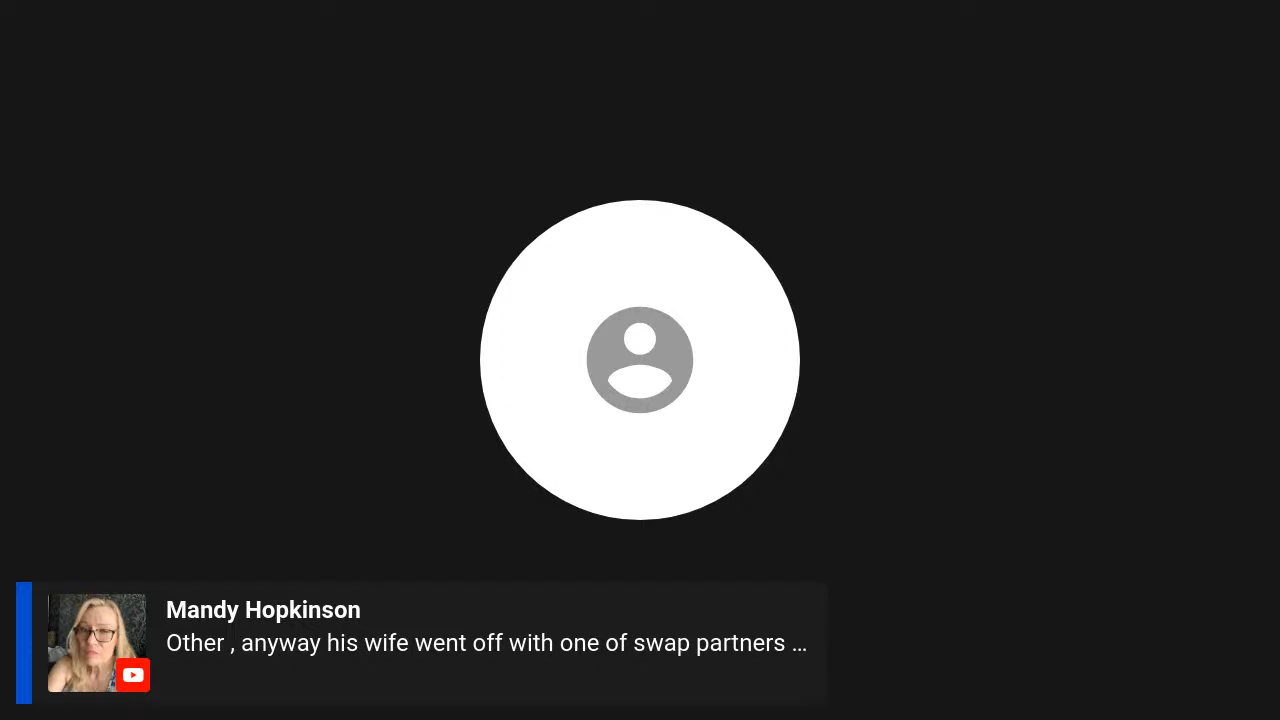 Mandy Hopkinson
Other , anyway his wife went off with one of swap partners ...